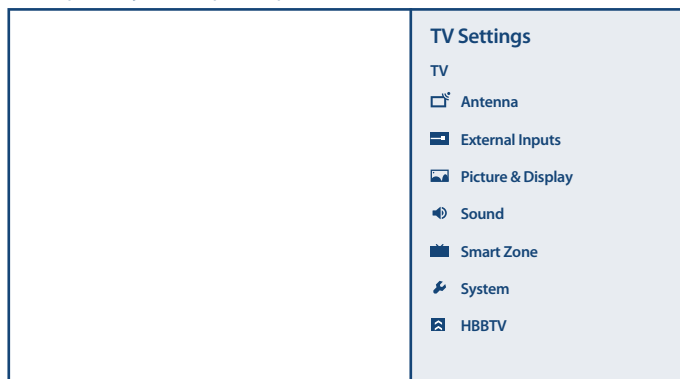 TV Settings
TV
Antenna
External Inputs
Picture & Display
Sound
Smart Zone
System
HBBTV